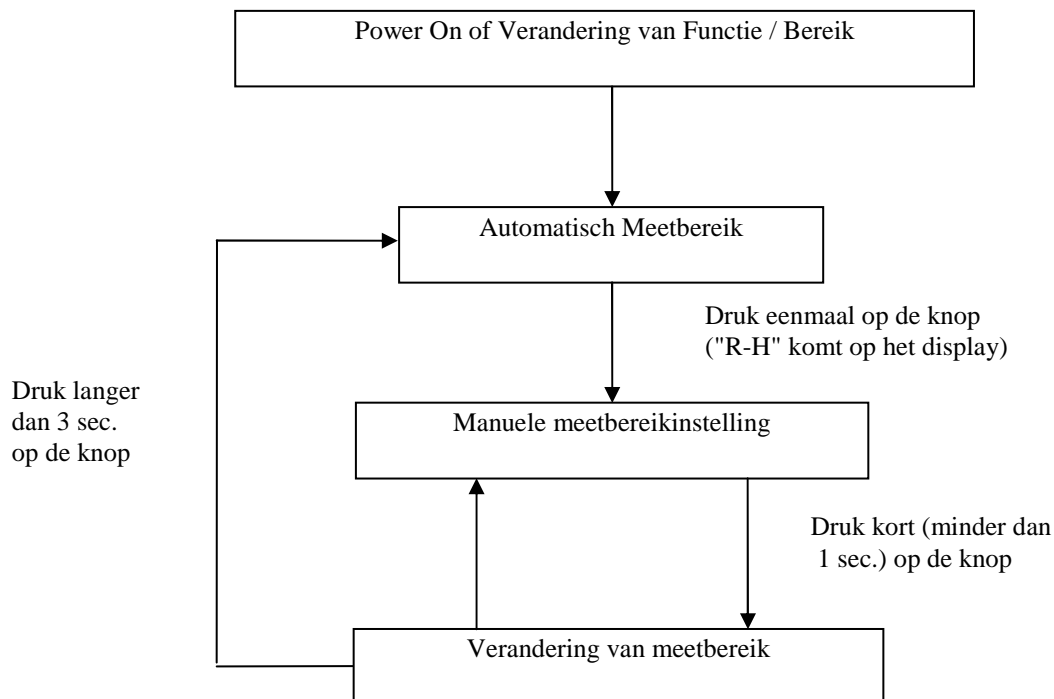 Power On of Verandering van Functie / Bereik
Automatisch Meetbereik
Druk eenmaal op de knop
("R-H" komt op het display)
Druk langer
dan 3 sec.
op de knop
Manuele meetbereikinstelling
Druk kort (minder dan
1 sec.) op de knop
Verandering van meetbereik